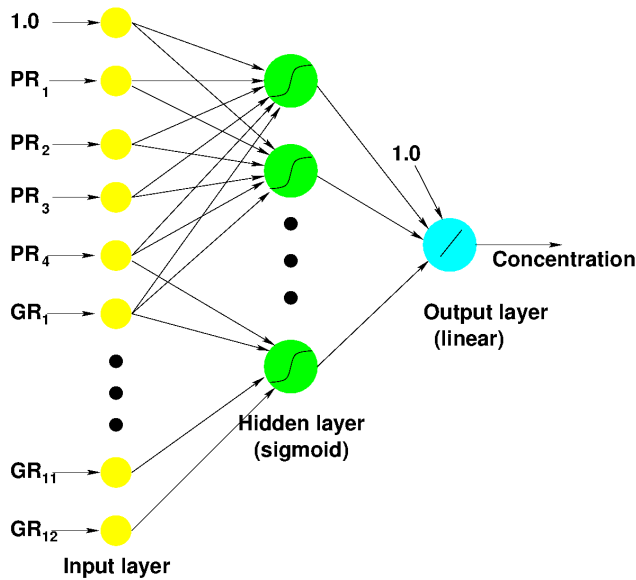 1.0
PR1
PR2
PR3
PR4
GR1
GR11
GR12
Input layer
Hidden layer
(sigmoid)
1.0
Concentration
Output layer
(linear)